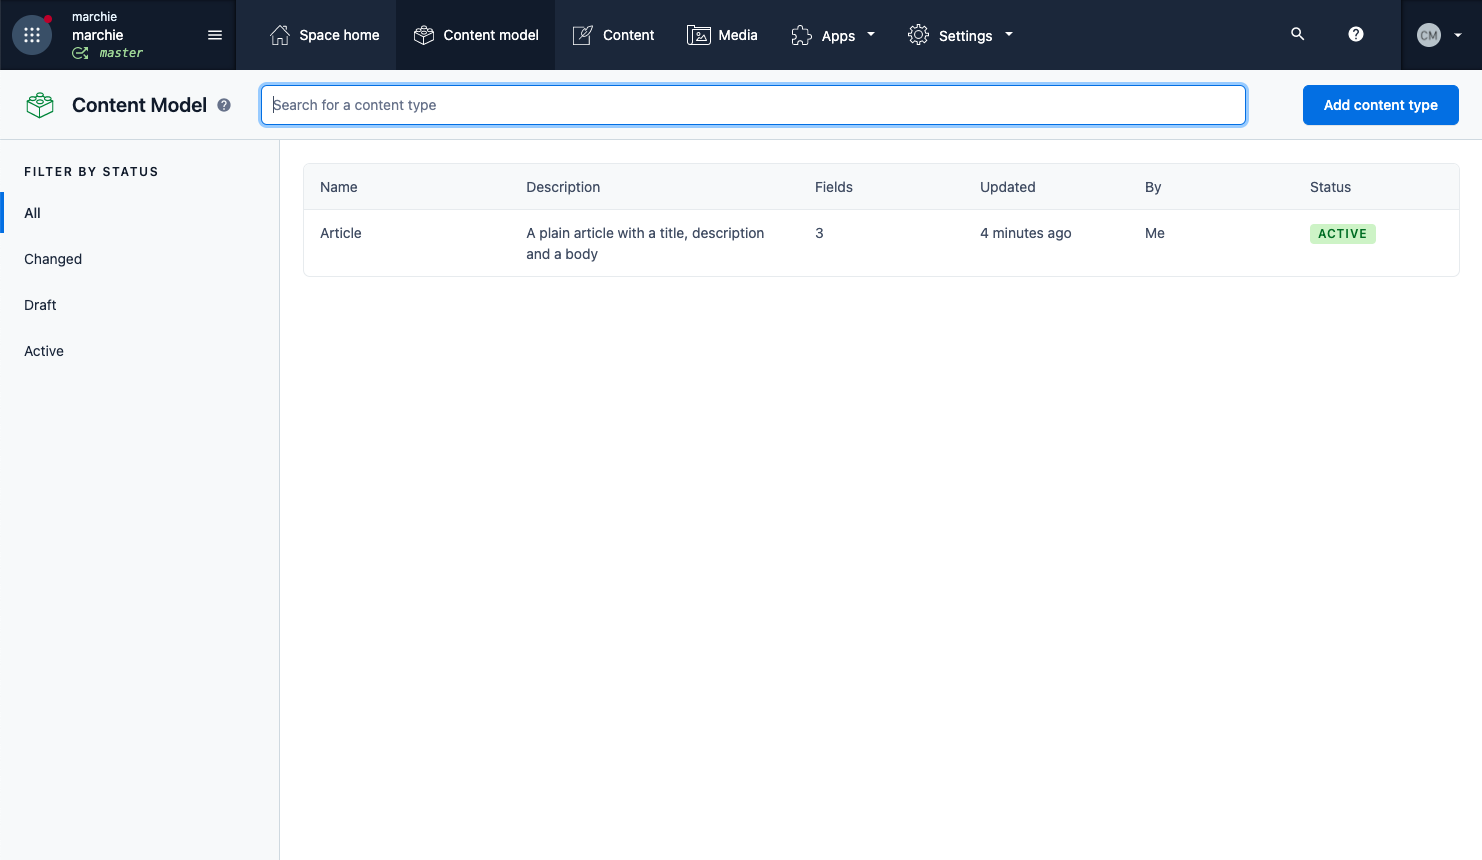 marchie
marchie
master
Space home
Content model
Content
Media
Apps
Settings
?
CM
Content Model ?
Search for a content type
Add content type
FILTER BY STATUS
All
Changed
Draft
Active
Name Description Fields Updated By Status
Article A plain article with a title, description 3 4 minutes ago Me ACTIVE
and a body